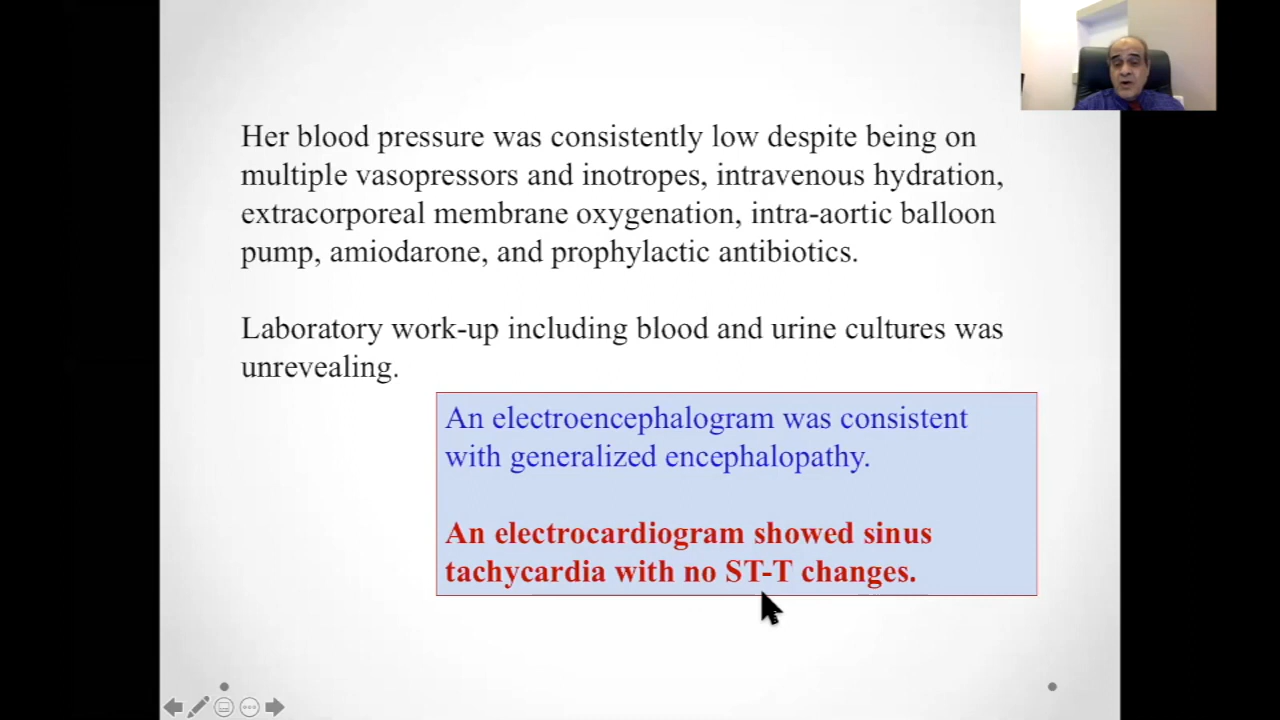 Her blood pressure was consistently low despite being on
multiple vasopressors and inotropes, intravenous hydration,
extracorporeal membrane oxygenation, intra-aortic balloon
pump, amiodarone, and prophylactic antibiotics.
Laboratory work-up including blood and urine cultures was
unrevealing.
An electroencephalogram was consistent
with generalized encephalopathy.
An electrocardiogram showed sinus
tachycardia with no ST-T changes.